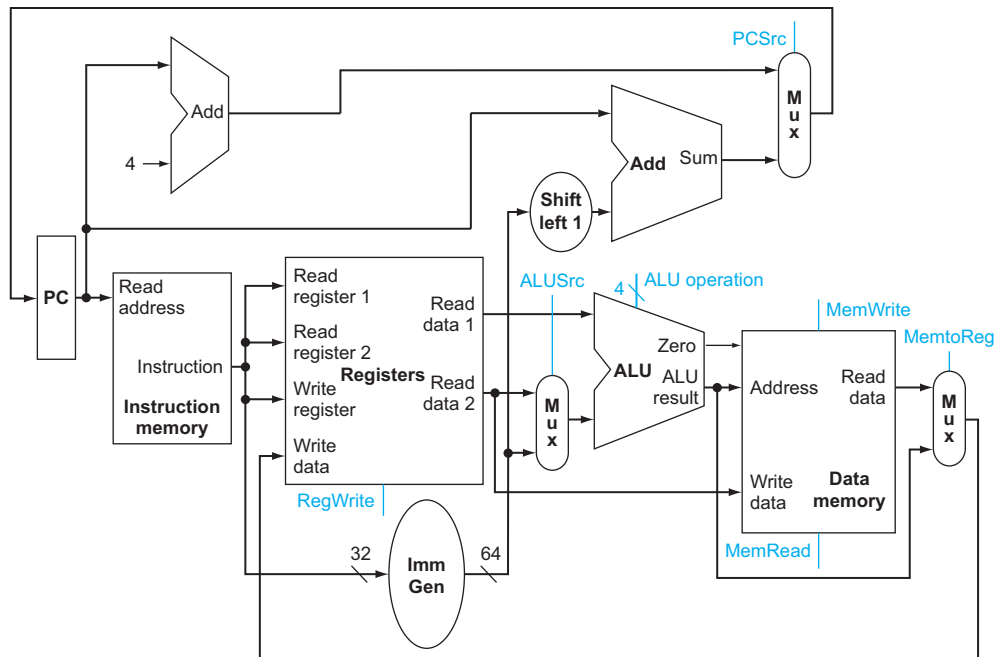 PCSrc
Add
4
M
u
x
Add
Sum
Shift
left 1
PC
Read
address
Instruction
Instruction
memory
Read
register 1
Read
register 2
Write
register
Write
data
Registers
Read
data 1
Read
data 2
RegWrite
ALUSrc
M
u
x
4
ALU operation
Zero
ALU
ALU
result
MemWrite
Address
Read
data
Write
data
Data
memory
MemRead
MemtoReg
M
u
x
32
Imm
Gen
64